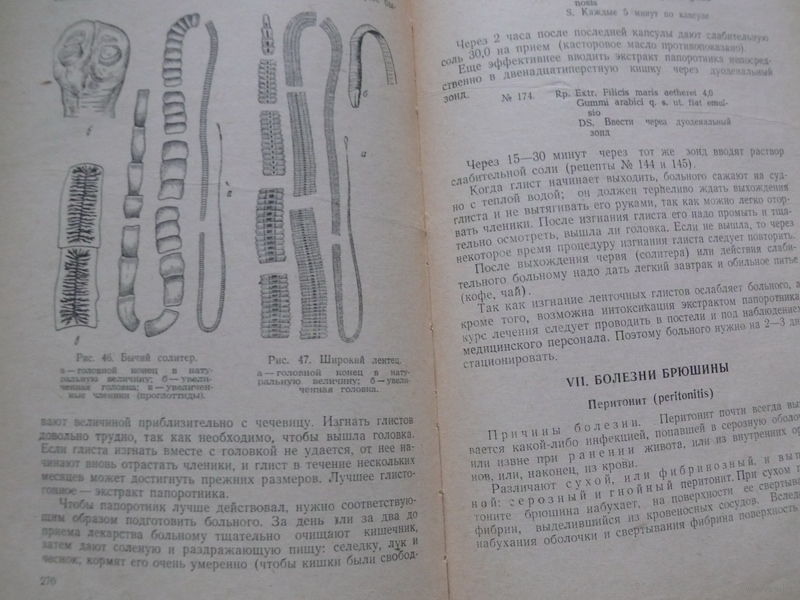 б
а
в
а
б
Рис. 46. Бычий солитер.
а — головной конец в нату-
ральную величину; б — увели-
ченная головка; в — увеличен-
ные членики (проглоттиды).
Рис. 47. Широкий лентец.
а — головной конец в нату-
ральную величину; б — увели-
ченная головка.
вают величиной приблизительно с чечевицу. Изгнать глистов
довольно трудно, так как необходимо, чтобы вышла головка.
Если глиста изгнать вместе с головкой не удается, от нее на-
чинают вновь отрастать членики, и глист в течение нескольких
месяцев может достигнуть прежних размеров. Лучшее глисто-
гонное — экстракт папоротника.
Чтобы папоротник лучше действовал, нужно соответствую-
щим образом подготовить больного. За день или за два до
приема лекарства больному тщательно очищают кишечник,
затем дают соленую и раздражающую пищу: селедку, лук и
чеснок; кормят его очень умеренно (чтобы кишки были свобод-
270
S. Каждые 5 минут по капсуле
Через 2 часа после последней капсулы дают слабительную
соль 30,0 на прием (касторовое масло противопоказано).
Еще эффективнее вводить экстракт папоротника непосред-
ственно в двенадцатиперстную кишку через дуоденальный
зонд.
№ 174. Rp. Extr. Filicis maris aetherei 4,0
Gummi arabici q. s. ut. fiat emul-
sio
DS. Ввести через дуоденальный
зонд
Через 15—30 минут через тот же зонд вводят раствор
слабительной соли (рецепты № 144 и 145).
Когда глист начинает выходить, больного сажают на суд-
но с теплой водой; он должен терпеливо ждать выхождения
глиста и не вытягивать его руками, так как можно легко отор-
вать членики. После изгнания глиста его надо промыть и тща-
тельно осмотреть, вышла ли головка. Если не вышла, то через
некоторое время процедуру изгнания глиста следует повторить.
После выхождения червя (солитера) или действия слаби-
тельного больному надо дать легкий завтрак и обильное питье
(кофе, чай).
Так как изгнание ленточных глистов ослабляет больного, а
кроме того, возможна интоксикация экстрактом папоротника,
курс лечения следует проводить в постели и под наблюдением
медицинского персонала. Поэтому больного нужно на 2—3 дн
стационировать.
VII. БОЛЕЗНИ БРЮШИНЫ
Перитонит (peritonitis)
Причины болезни. Перитонит почти всегда вы
вается какой-либо инфекцией, попавшей в серозную оболо
или извне при ранении живота, или из внутренних ор
нов, или, наконец, из крови.
Различают сухой, или фибринозный, и вып
ной: серозный и гнойный перитонит. При сухом п
тоните брюшина набухает, на поверхности ее свертыва
фибрин, выделившийся из кровеносных сосудов. Вслед
набухания оболочки и свертывания фибрина поверхность